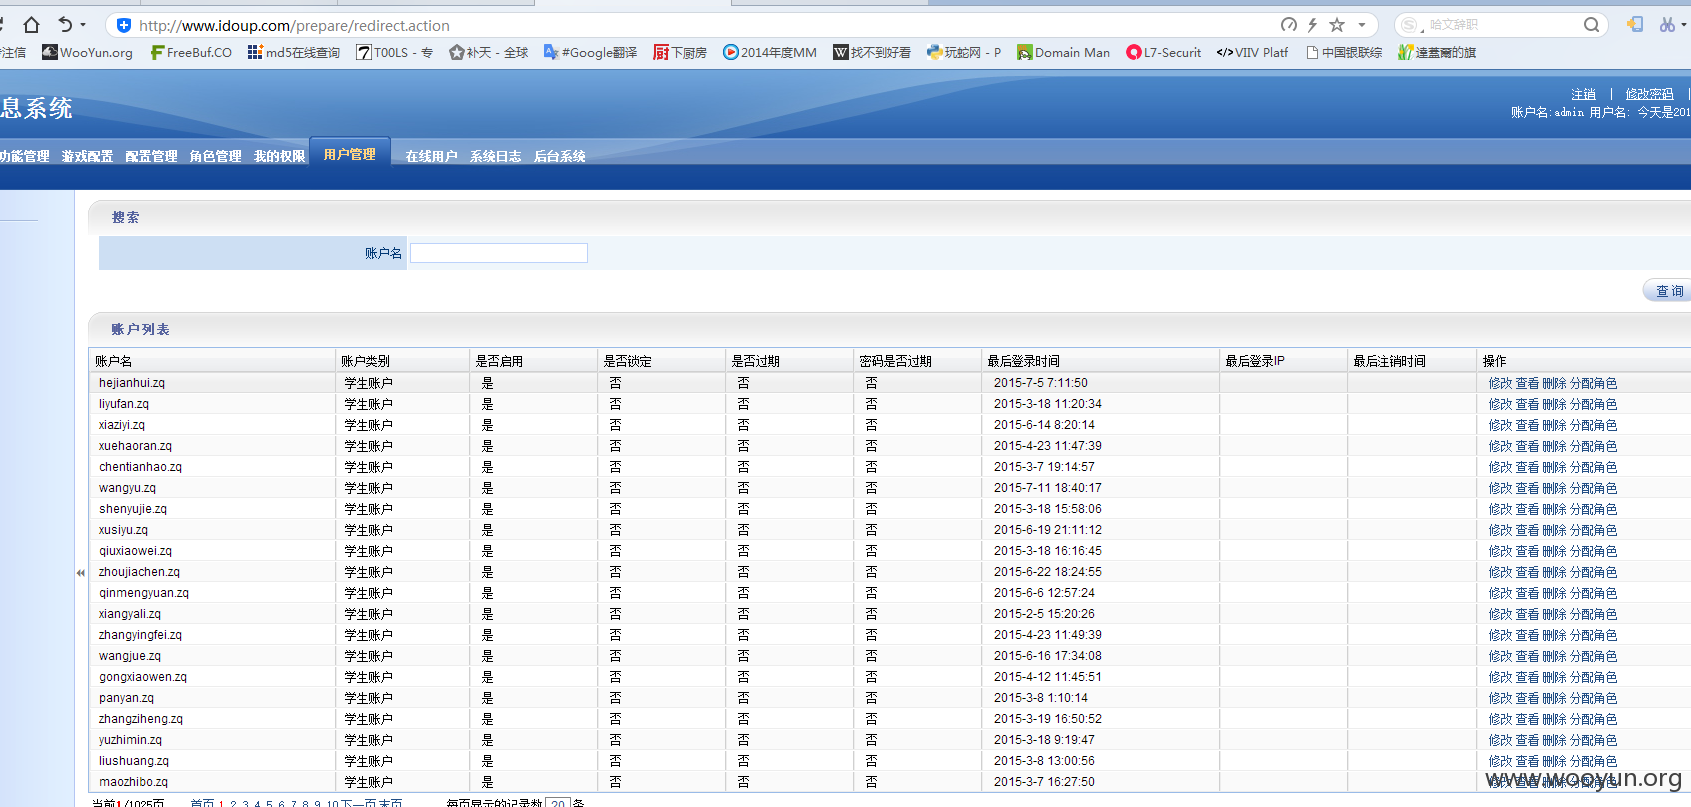 http://www.idoup.com/prepare/redirect.action 哈文辞职
注信 WooYun.org FreeBuf.CO md5在线查询 T00LS - 专 补天 - 全球 #Google翻译 下厨房 2014年度MM 找不到好看 玩蛇网 - P Domain Man L7-Securit VIIV Platf 中国银联综 達蓋爾的旗
息系统
注销 | 修改密码 |
账户名:admin 用户名: 今天是201
功能管理 游戏配置 配置管理 角色管理 我的权限 用户管理 在线用户 系统日志 后台系统
搜索
账户名
查询
账户列表
账户名 账户类别 是否启用 是否锁定 是否过期 密码是否过期 最后登录时间 最后登录IP 最后注销时间 操作
hejianhui.zq 学生账户 是 否 否 否 2015-7-5 7:11:50 修改 查看 删除 分配角色
liyufan.zq 学生账户 是 否 否 否 2015-3-18 11:20:34 修改 查看 删除 分配角色
xiaziyi.zq 学生账户 是 否 否 否 2015-6-14 8:20:14 修改 查看 删除 分配角色
xuehaoran.zq 学生账户 是 否 否 否 2015-4-23 11:47:39 修改 查看 删除 分配角色
chentianhao.zq 学生账户 是 否 否 否 2015-3-7 19:14:57 修改 查看 删除 分配角色
wangyu.zq 学生账户 是 否 否 否 2015-7-11 18:40:17 修改 查看 删除 分配角色
shenyujie.zq 学生账户 是 否 否 否 2015-3-18 15:58:06 修改 查看 删除 分配角色
xusiyu.zq 学生账户 是 否 否 否 2015-6-19 21:11:12 修改 查看 删除 分配角色
qiuxiaowei.zq 学生账户 是 否 否 否 2015-3-18 16:16:45 修改 查看 删除 分配角色
zhoujiachen.zq 学生账户 是 否 否 否 2015-6-22 18:24:55 修改 查看 删除 分配角色
qinmengyuan.zq 学生账户 是 否 否 否 2015-6-6 12:57:24 修改 查看 删除 分配角色
xiangyali.zq 学生账户 是 否 否 否 2015-2-5 15:20:26 修改 查看 删除 分配角色
zhangyingfei.zq 学生账户 是 否 否 否 2015-4-23 11:49:39 修改 查看 删除 分配角色
wangjue.zq 学生账户 是 否 否 否 2015-6-16 17:34:08 修改 查看 删除 分配角色
gongxiaowen.zq 学生账户 是 否 否 否 2015-4-12 11:45:51 修改 查看 删除 分配角色
panyan.zq 学生账户 是 否 否 否 2015-3-8 1:10:14 修改 查看 删除 分配角色
zhangziheng.zq 学生账户 是 否 否 否 2015-3-19 16:50:52 修改 查看 删除 分配角色
yuzhimin.zq 学生账户 是 否 否 否 2015-3-18 9:19:47 修改 查看 删除 分配角色
liushuang.zq 学生账户 是 否 否 否 2015-3-8 13:00:56 修改 查看 删除 分配角色
maozhibo.zq 学生账户 是 否 否 否 2015-3-7 16:27:50 修改 查看 删除 分配角色
www.wooyun.org
当前1/1025页 首页 1 2 3 4 5 6 7 8 9 10 下一页 末页 每页显示的记录数 20 条